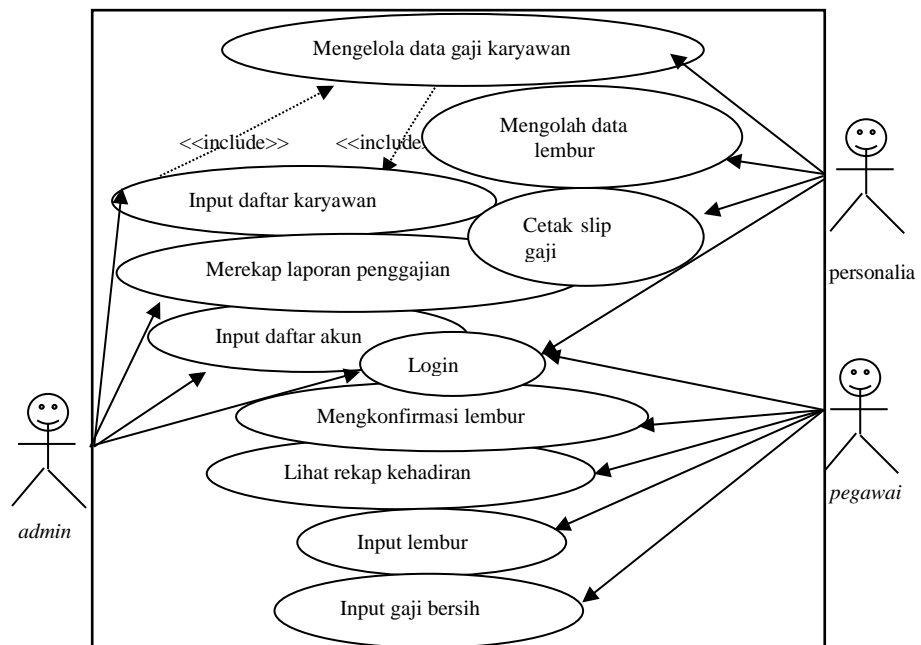 Mengelola data gaji karyawan
Mengolah data
lembur
<<include>>
<<include>
Input daftar karyawan
Cetak slip
gaji
Merekap laporan penggajian
personalia
Input daftar akun
Login
Mengkonfirmasi lembur
Lihat rekap kehadiran
pegawai
admin
Input lembur
Input gaji bersih